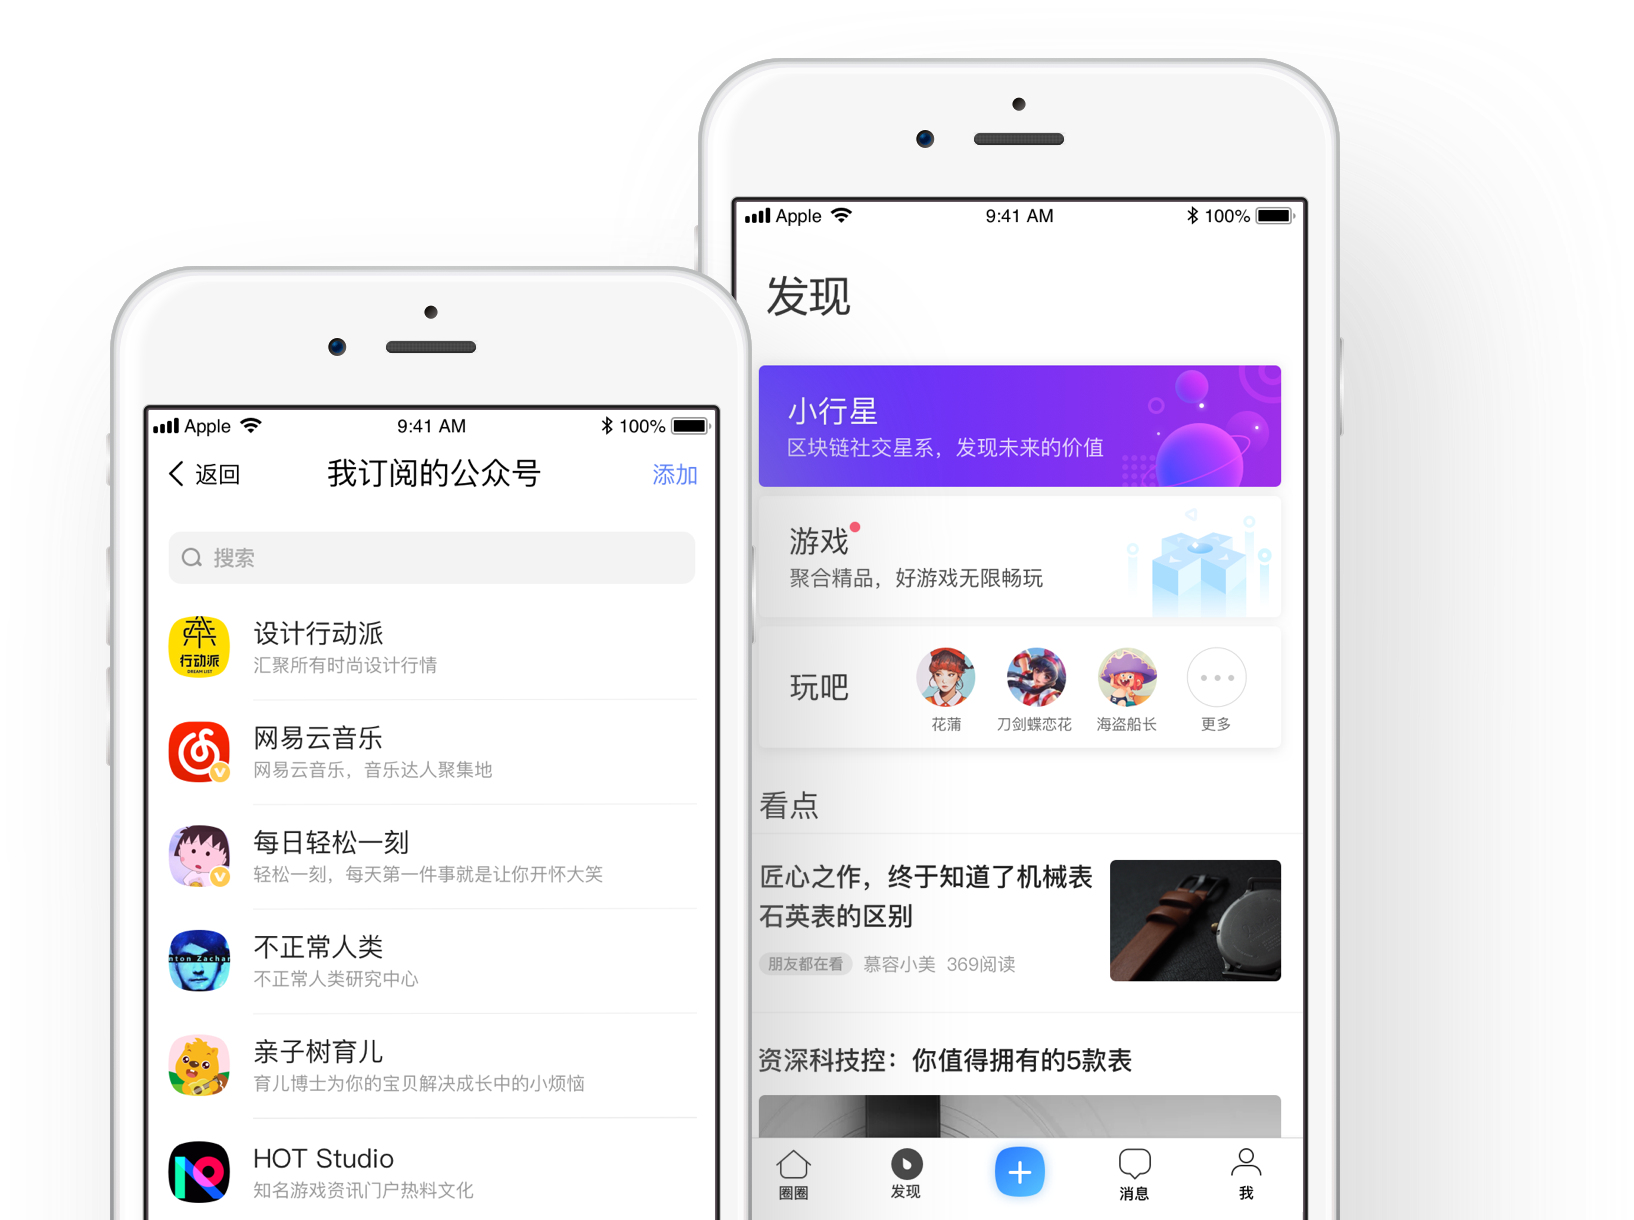 Apple 9:41 AM 100%
返回 我订阅的公众号 添加
搜索
行动派
DREAM LIST
设计行动派
汇聚所有时尚设计行情
网易云音乐
网易云音乐，音乐达人聚集地
每日轻松一刻
轻松一刻，每天第一件事就是让你开怀大笑
nton Zachar
不正常人类
不正常人类研究中心
亲子树育儿
育儿博士为你的宝贝解决成长中的小烦恼
HOT Studio
知名游戏资讯门户热料文化
Apple 9:41 AM 100%
发现
小行星
区块链社交星系，发现未来的价值
游戏
聚合精品，好游戏无限畅玩
玩吧
花蒲 刀剑蝶恋花 海盗船长 更多
看点
匠心之作，终于知道了机械表
石英表的区别
朋友都在看 慕容小美 369阅读
资深科技控：你值得拥有的5款表
圈圈 发现 消息 我